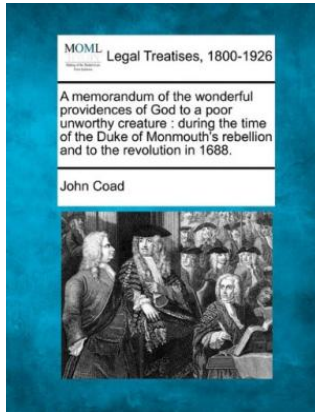 MOML
Legal Treatises, 1800-1926
A memorandum of the wonderful
providences of God to a poor
unworthy creature : during the time
of the Duke of Monmouth's rebellion
and to the revolution in 1688.
John Coad